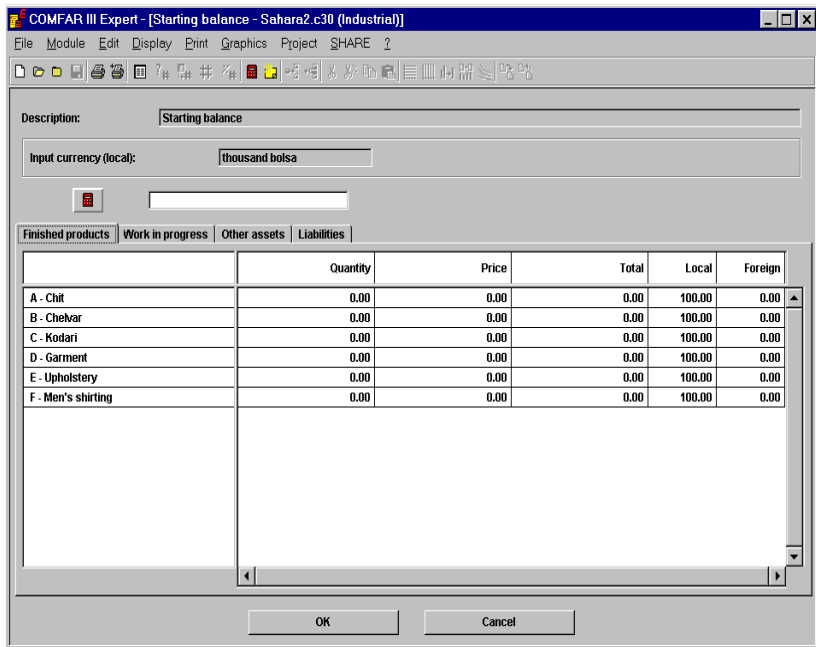 COMFAR III Expert - [Starting balance - Sahara2.c30 (Industrial)]
File Module Edit Display Print Graphics Project SHARE ?
Description: Starting balance
Input currency (local): thousand bolsa
Finished products Work in progress Other assets Liabilities
Quantity Price Total Local Foreign
A - Chit 0.00 0.00 0.00 100.00 0.00
B - Chelvar 0.00 0.00 0.00 100.00 0.00
C - Kodari 0.00 0.00 0.00 100.00 0.00
D - Garment 0.00 0.00 0.00 100.00 0.00
E - Upholstery 0.00 0.00 0.00 100.00 0.00
F - Men's shirting 0.00 0.00 0.00 100.00 0.00
OK Cancel